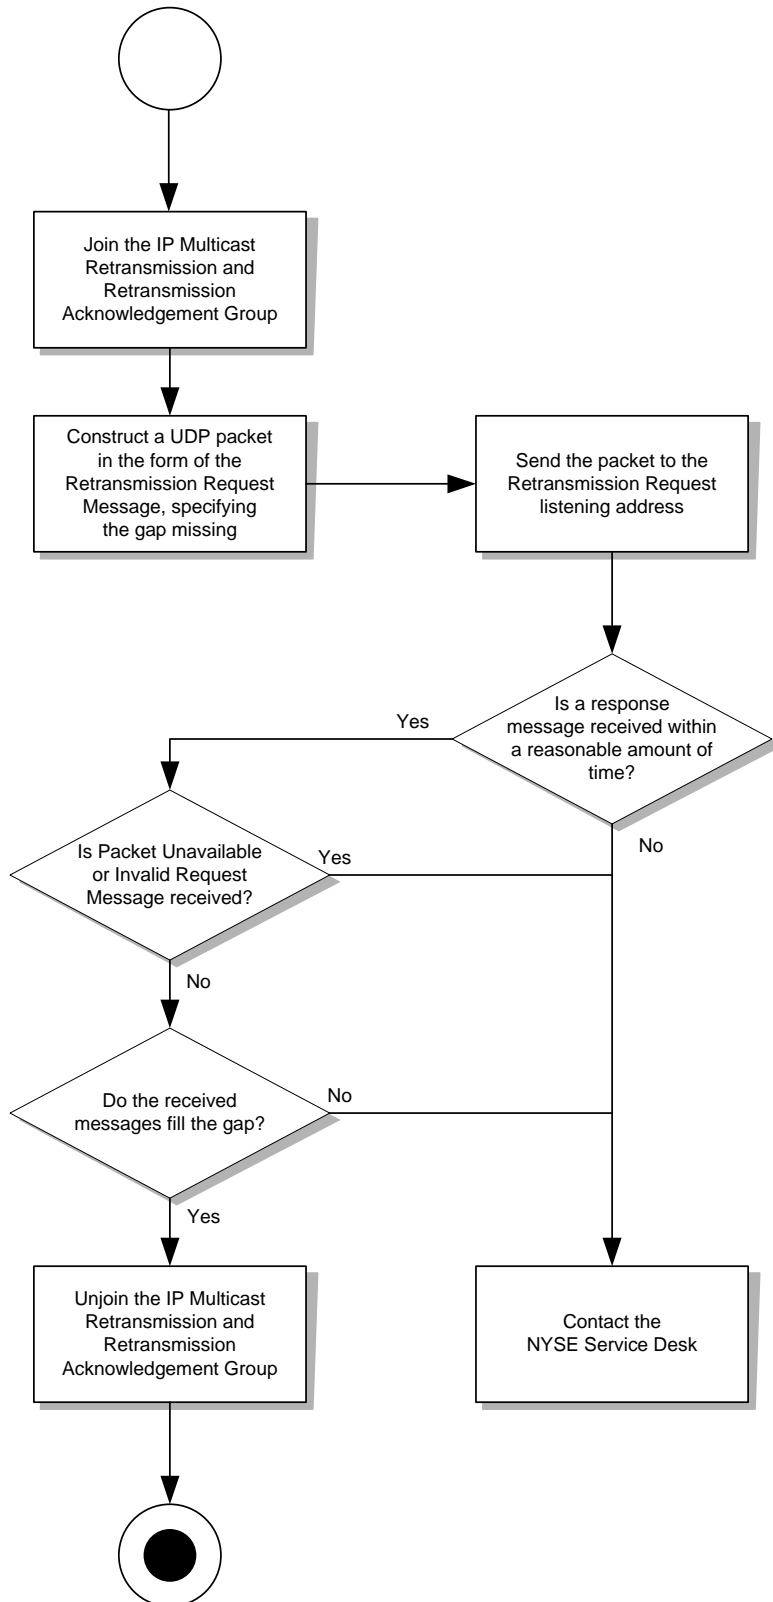 Join the IP Multicast
Retransmission and
Retransmission
Acknowledgement Group
Construct a UDP packet
in the form of the
Retransmission Request
Message, specifying
the gap missing
Send the packet to the
Retransmission Request
listening address
Is a response
message received within
a reasonable amount of
time?
Yes
No
Is Packet Unavailable
or Invalid Request
Message received?
Yes
No
Do the received
messages fill the gap?
No
Yes
Unjoin the IP Multicast
Retransmission and
Retransmission
Acknowledgement Group
Contact the
NYSE Service Desk